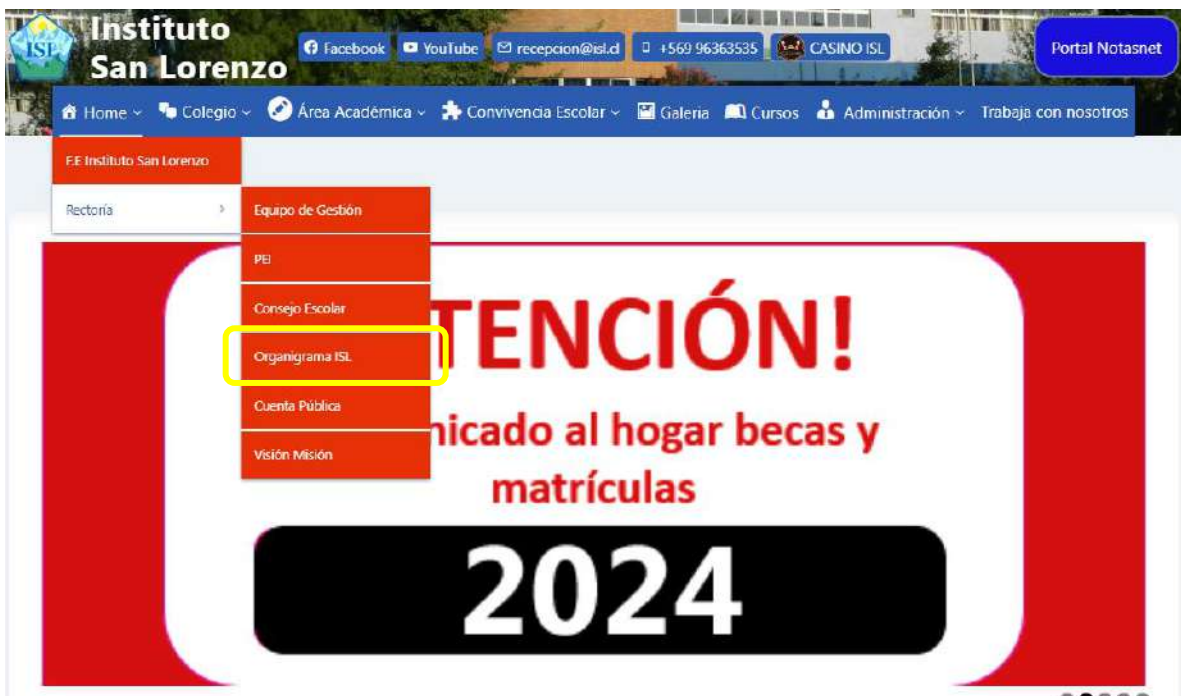 Instituto
San Lorenzo
ISL
Facebook
YouTube
recepcion@isl.cl
+569 96363535
CASINO ISL
Portal Notasnet
Home
Colegio
Área Académica
Convivencia Escolar
Galeria
Cursos
Administración
Trabaja con nosotros
F.E Instituto San Lorenzo
Rectoría
Equipo de Gestión
PEI
Consejo Escolar
Organigrama ISL
Cuenta Pública
Visión Misión
TENCIÓN!
nicado al hogar becas y
matrículas
2024